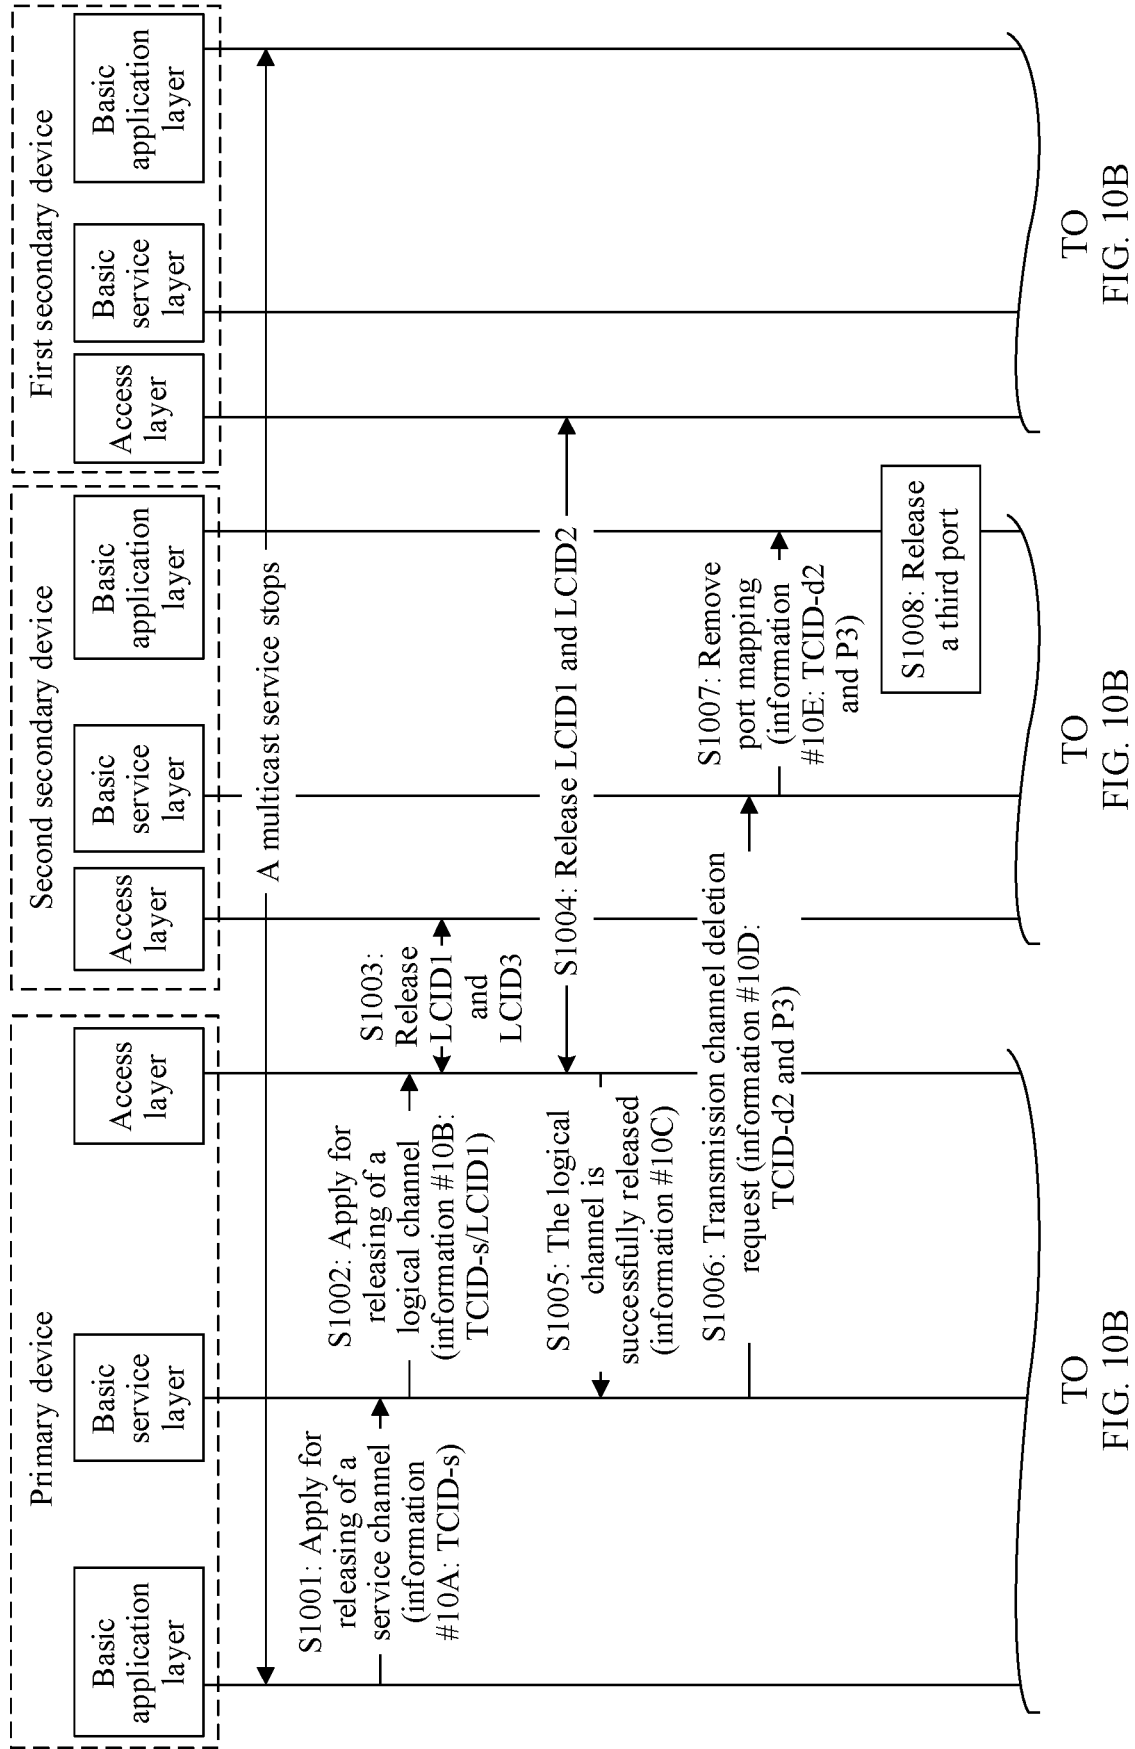 Primary device
Second secondary device
First secondary device
Basic
application
layer
Basic
service
layer
Access
layer
Access
layer
Basic
service
layer
Basic
application
layer
Access
layer
Basic
service
layer
Basic
application
layer
A multicast service stops
S1001: Apply for
releasing of a
service channel
(information
#10A: TCID-s)
S1002: Apply for
releasing of a
logical channel
(information #10B:
TCID-s/LCID1)
S1003:
Release
LCID1
and
LCID3
S1004: Release LCID1 and LCID2
S1005: The logical
channel is
successfully released
(information #10C)
S1006: Transmission channel deletion
request (information #10D:
TCID-d2 and P3)
S1007: Remove
port mapping
(information
#10E: TCID-d2
and P3)
S1008: Release
a third port
TO
FIG. 10B
TO
FIG. 10B
TO
FIG. 10B